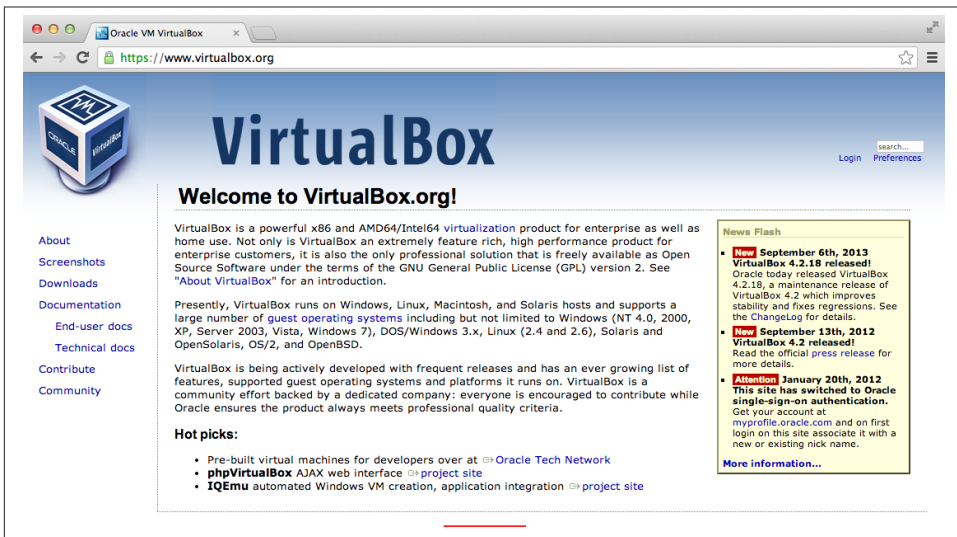 Oracle VM VirtualBox
https://www.virtualbox.org
ORACLE
VirtualBox
VirtualBox
search...
Login Preferences
Welcome to VirtualBox.org!
About
Screenshots
Downloads
Documentation
End-user docs
Technical docs
Contribute
Community
VirtualBox is a powerful x86 and AMD64/Intel64 virtualization product for enterprise as well as
home use. Not only is VirtualBox an extremely feature rich, high performance product for
enterprise customers, it is also the only professional solution that is freely available as Open
Source Software under the terms of the GNU General Public License (GPL) version 2. See
"About VirtualBox" for an introduction.
Presently, VirtualBox runs on Windows, Linux, Macintosh, and Solaris hosts and supports a
large number of guest operating systems including but not limited to Windows (NT 4.0, 2000,
XP, Server 2003, Vista, Windows 7), DOS/Windows 3.x, Linux (2.4 and 2.6), Solaris and
OpenSolaris, OS/2, and OpenBSD.
VirtualBox is being actively developed with frequent releases and has an ever growing list of
features, supported guest operating systems and platforms it runs on. VirtualBox is a
community effort backed by a dedicated company: everyone is encouraged to contribute while
Oracle ensures the product always meets professional quality criteria.
Hot picks:
• Pre-built virtual machines for developers over at Oracle Tech Network
• phpVirtualBox AJAX web interface project site
• IQEmu automated Windows VM creation, application integration project site
News Flash
New September 6th, 2013
VirtualBox 4.2.18 released!
Oracle today released VirtualBox
4.2.18, a maintenance release of
VirtualBox 4.2 which improves
stability and fixes regressions. See
the ChangeLog for details.
New September 13th, 2012
VirtualBox 4.2 released!
Read the official press release for
more details.
Attention January 20th, 2012
This site has switched to Oracle
single-sign-on authentication.
Get your account at
myprofile.oracle.com and on first
login on this site associate it with a
new or existing nick name.
More information...